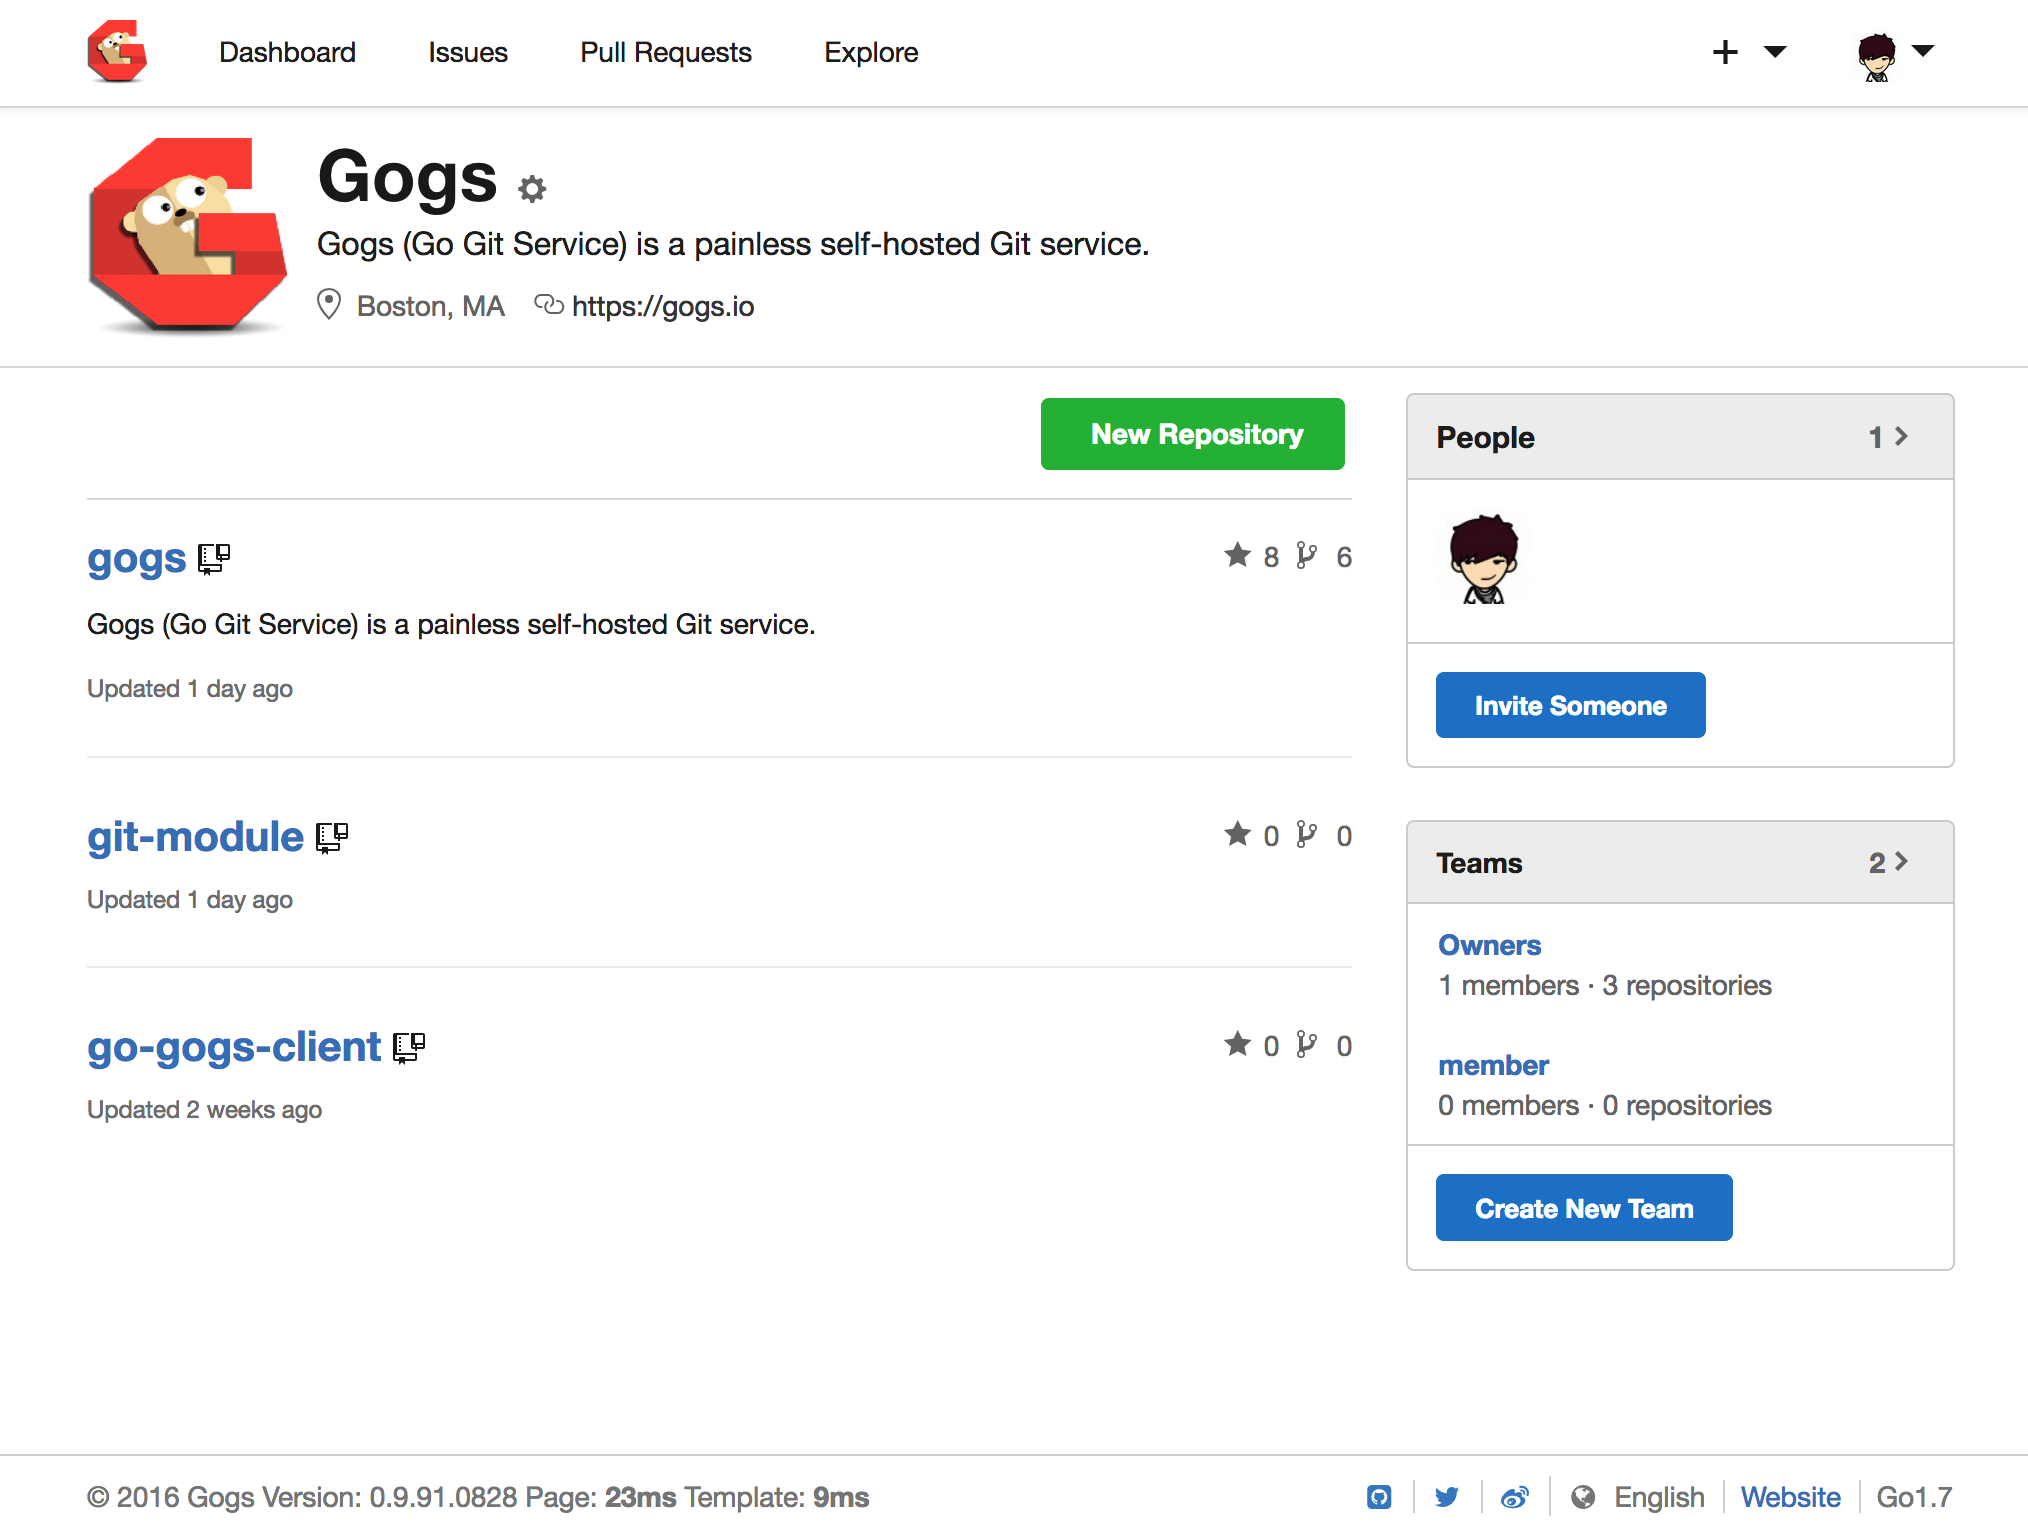 Dashboard Issues Pull Requests Explore
Gogs
Gogs (Go Git Service) is a painless self-hosted Git service.
Boston, MA https://gogs.io
New Repository
gogs 8 6
Gogs (Go Git Service) is a painless self-hosted Git service.
Updated 1 day ago
git-module 0 0
Updated 1 day ago
go-gogs-client 0 0
Updated 2 weeks ago
People 1
Invite Someone
Teams 2
Owners
1 members · 3 repositories
member
0 members · 0 repositories
Create New Team
© 2016 Gogs Version: 0.9.91.0828 Page: 23ms Template: 9ms
English Website Go1.7